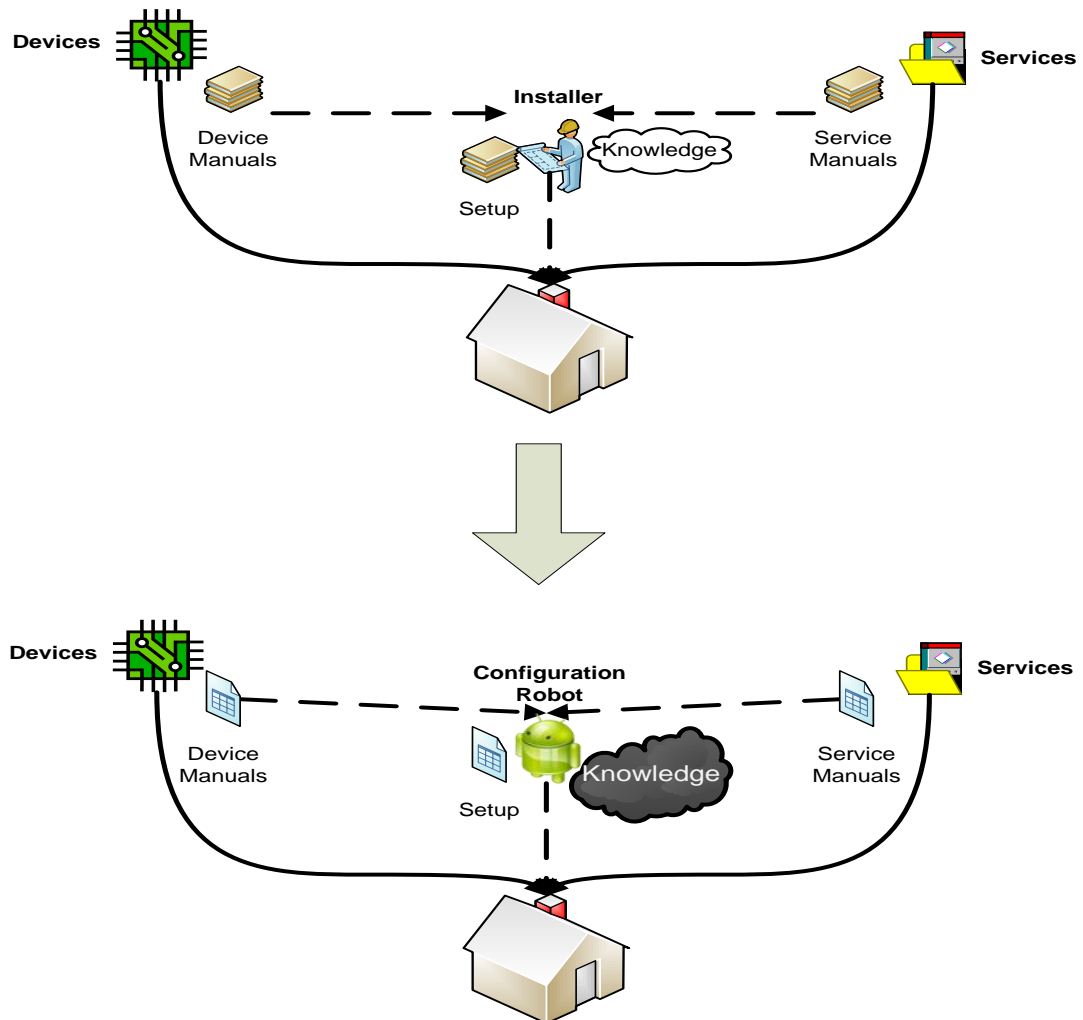 Devices
Services
Installer
Device
Manuals
Knowledge
Service
Manuals
Setup
Devices
Services
Configuration
Robot
Device
Manuals
Knowledge
Service
Manuals
Setup